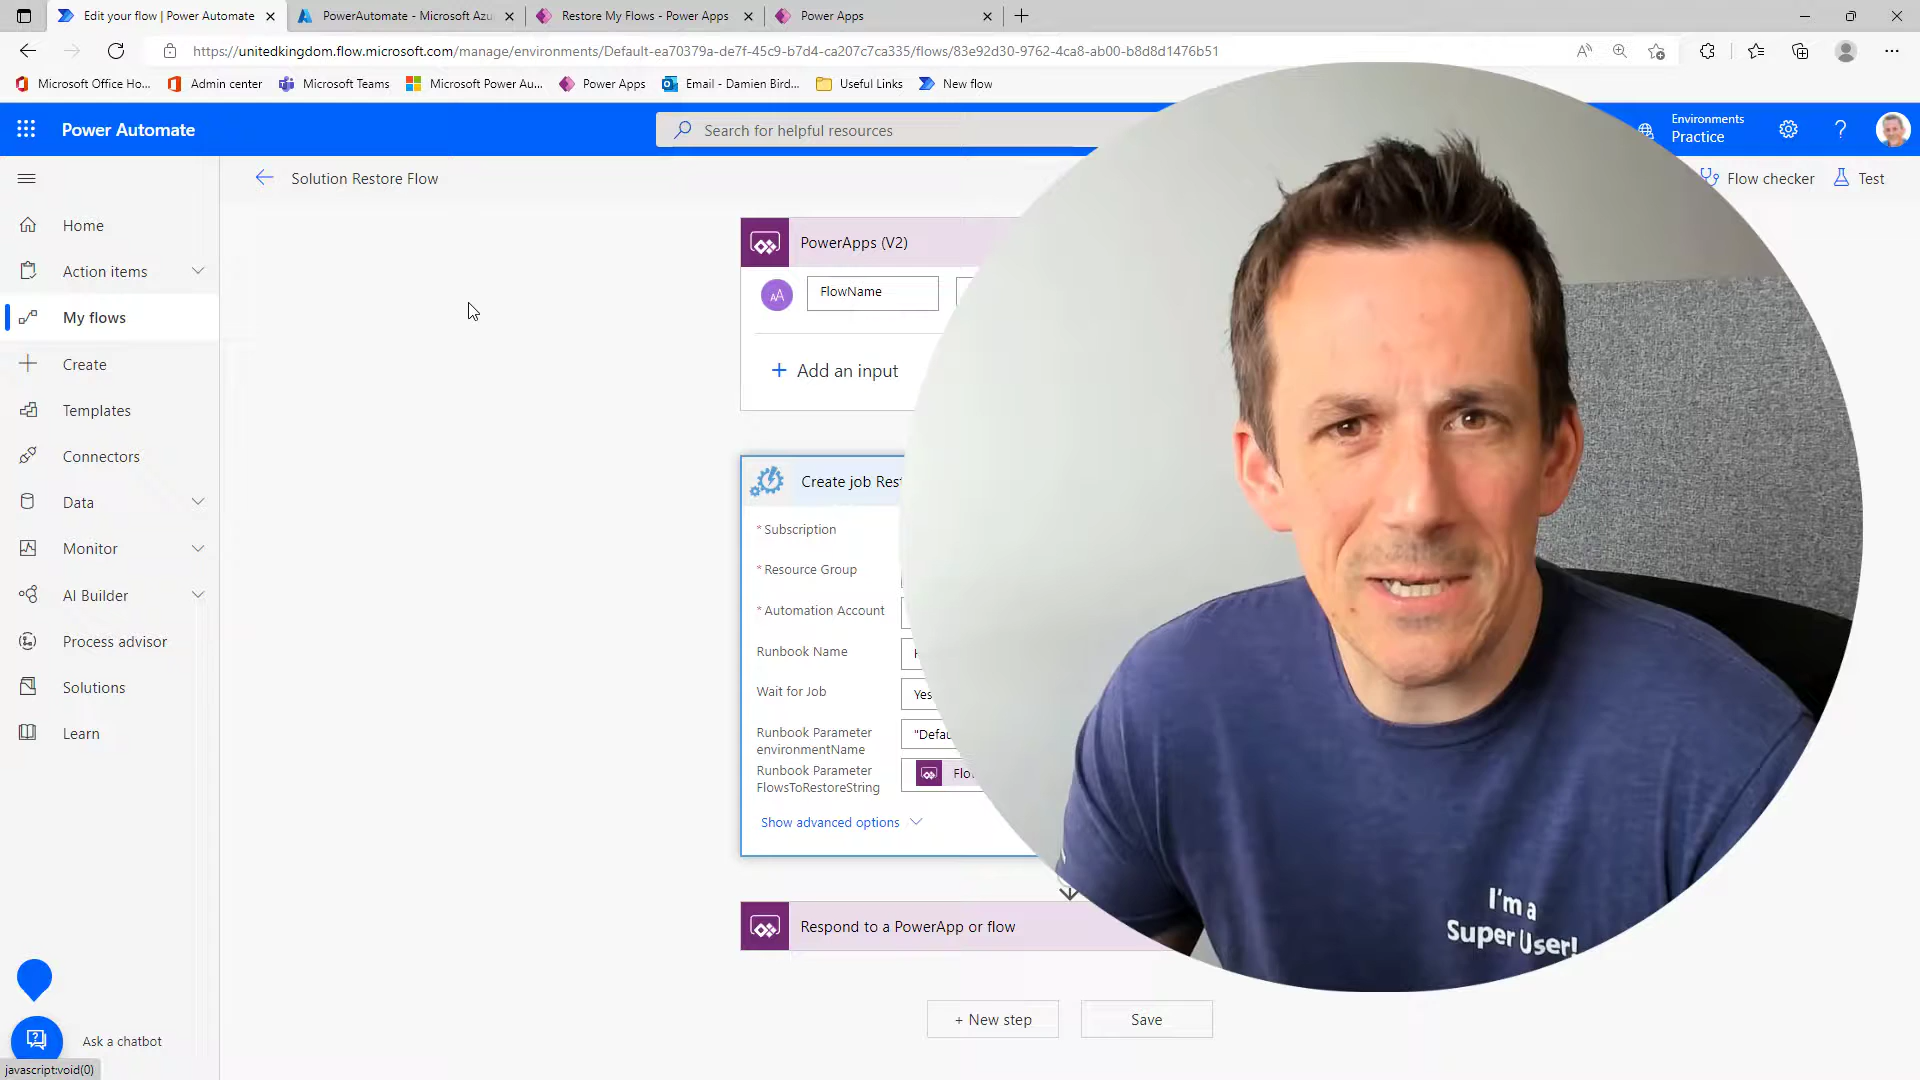 Edit your flow | Power Automate
PowerAutomate - Microsoft Azu
Restore My Flows - Power Apps
Power Apps
https://unitedkingdom.flow.microsoft.com/manage/environments/Default-ea70379a-de7f-45c9-b7d4-ca207c7ca335/flows/83e92d30-9762-4ca8-ab00-b8d8d1476b51
Microsoft Office Ho...
Admin center
Microsoft Teams
Microsoft Power Au...
Power Apps
Email - Damien Bird...
Useful Links
New flow
Power Automate
Search for helpful resources
Environments
Practice
Solution Restore Flow
Flow checker
Test
Home
Action items
My flows
Create
Templates
Connectors
Data
Monitor
AI Builder
Process advisor
Solutions
Learn
Ask a chatbot
javascript:void(0)
PowerApps (V2)
FlowName
+ Add an input
Create job Rest
* Subscription
* Resource Group
* Automation Account
Runbook Name
Wait for Job
Yes
Runbook Parameter
environmentName
"Defau
Runbook Parameter
FlowsToRestoreString
Flo
Show advanced options
Respond to a PowerApp or flow
+ New step
Save
I'm a
Super User!